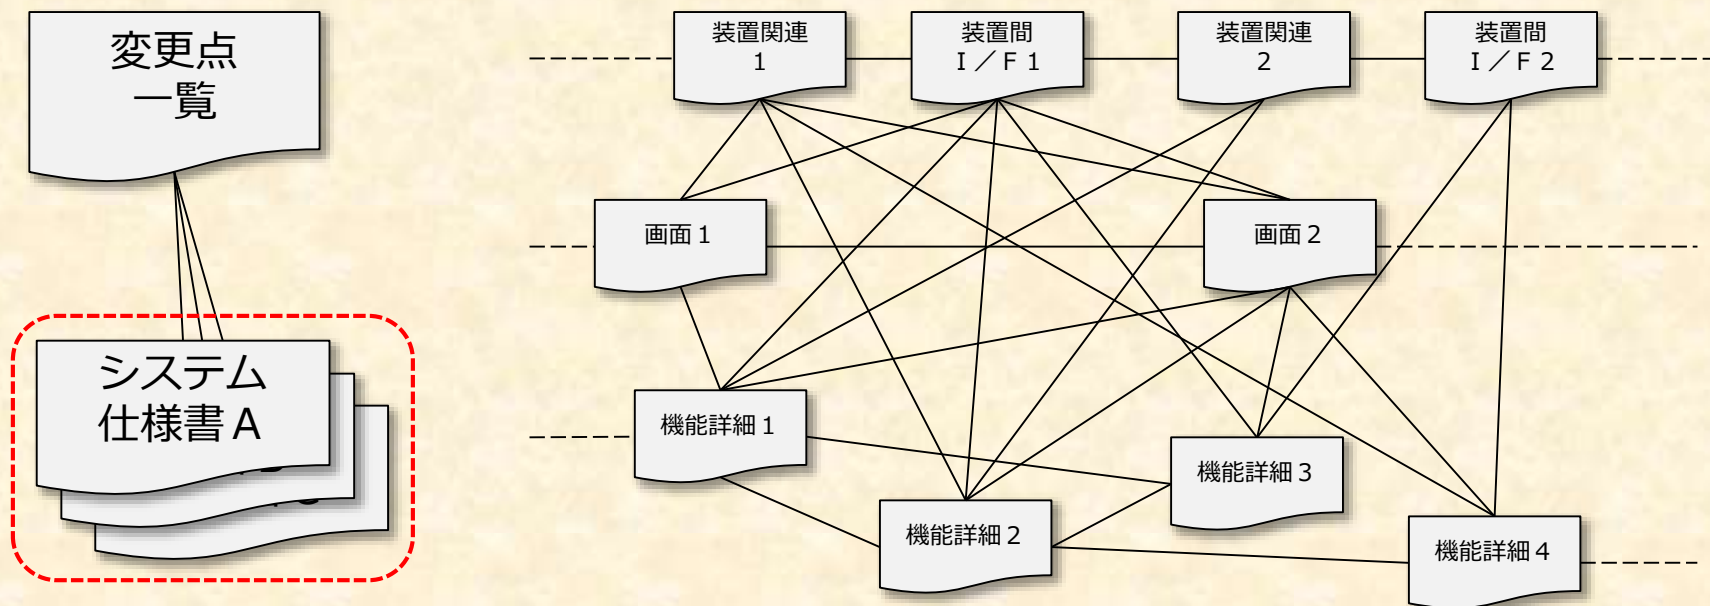 変更点
一覧
システム
仕様書A
装置関連
1
装置間
I/F1
装置関連
2
装置間
I/F2
画面1
画面2
機能詳細1
機能詳細2
機能詳細3
機能詳細4